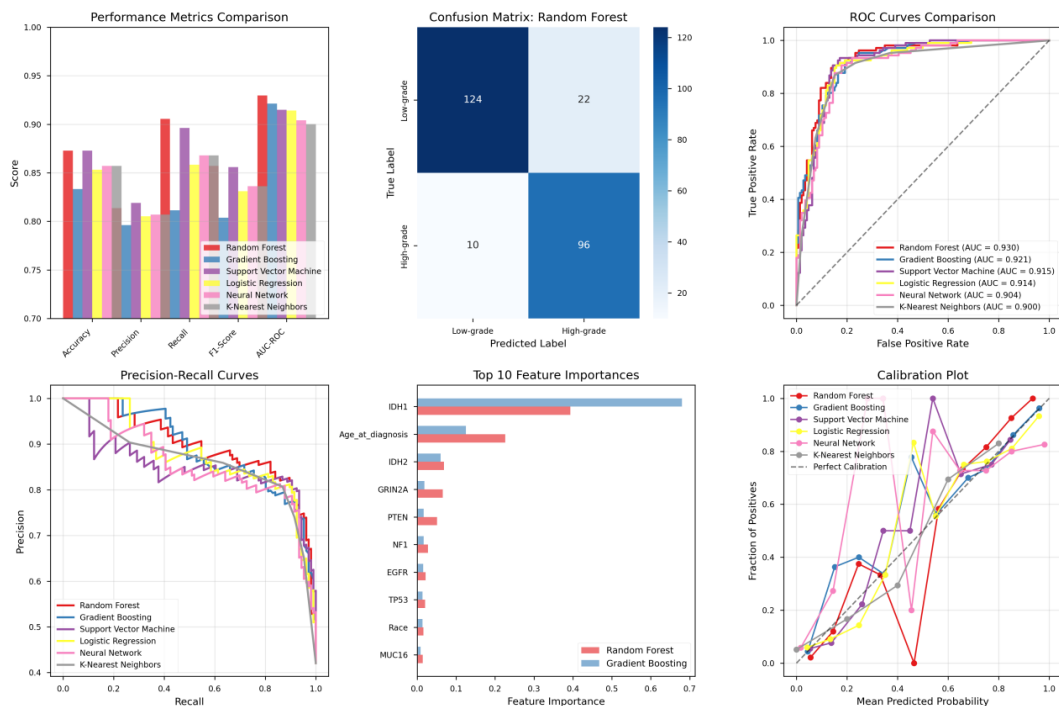 Performance Metrics Comparison
1.00
0.95
0.90
0.85
0.80
0.75
0.70
Score
Accuracy
Precision
Recall
F1-Score
AUC-ROC
Random Forest
Gradient Boosting
Support Vector Machine
Logistic Regression
Neural Network
K-Nearest Neighbors
Confusion Matrix: Random Forest
True Label
Low-grade
High-grade
124
22
10
96
Low-grade
High-grade
Predicted Label
120
100
80
60
40
20
ROC Curves Comparison
True Positive Rate
1.0
0.8
0.6
0.4
0.2
0.0
Random Forest (AUC = 0.930)
Gradient Boosting (AUC = 0.921)
Support Vector Machine (AUC = 0.915)
Logistic Regression (AUC = 0.914)
Neural Network (AUC = 0.904)
K-Nearest Neighbors (AUC = 0.900)
0.0 0.2 0.4 0.6 0.8 1.0
False Positive Rate
Precision-Recall Curves
Precision
1.0
0.9
0.8
0.7
0.6
0.5
0.4
Random Forest
Gradient Boosting
Support Vector Machine
Logistic Regression
Neural Network
K-Nearest Neighbors
0.0 0.2 0.4 0.6 0.8 1.0
Recall
Top 10 Feature Importances
IDH1
Age_at_diagnosis
IDH2
GRIN2A
PTEN
NF1
EGFR
TP53
Race
MUC16
Random Forest
Gradient Boosting
0.0 0.1 0.2 0.3 0.4 0.5 0.6 0.7
Feature Importance
Calibration Plot
Fraction of Positives
1.0
0.8
0.6
0.4
0.2
0.0
Random Forest
Gradient Boosting
Support Vector Machine
Logistic Regression
Neural Network
K-Nearest Neighbors
Perfect Calibration
0.0 0.2 0.4 0.6 0.8 1.0
Mean Predicted Probability